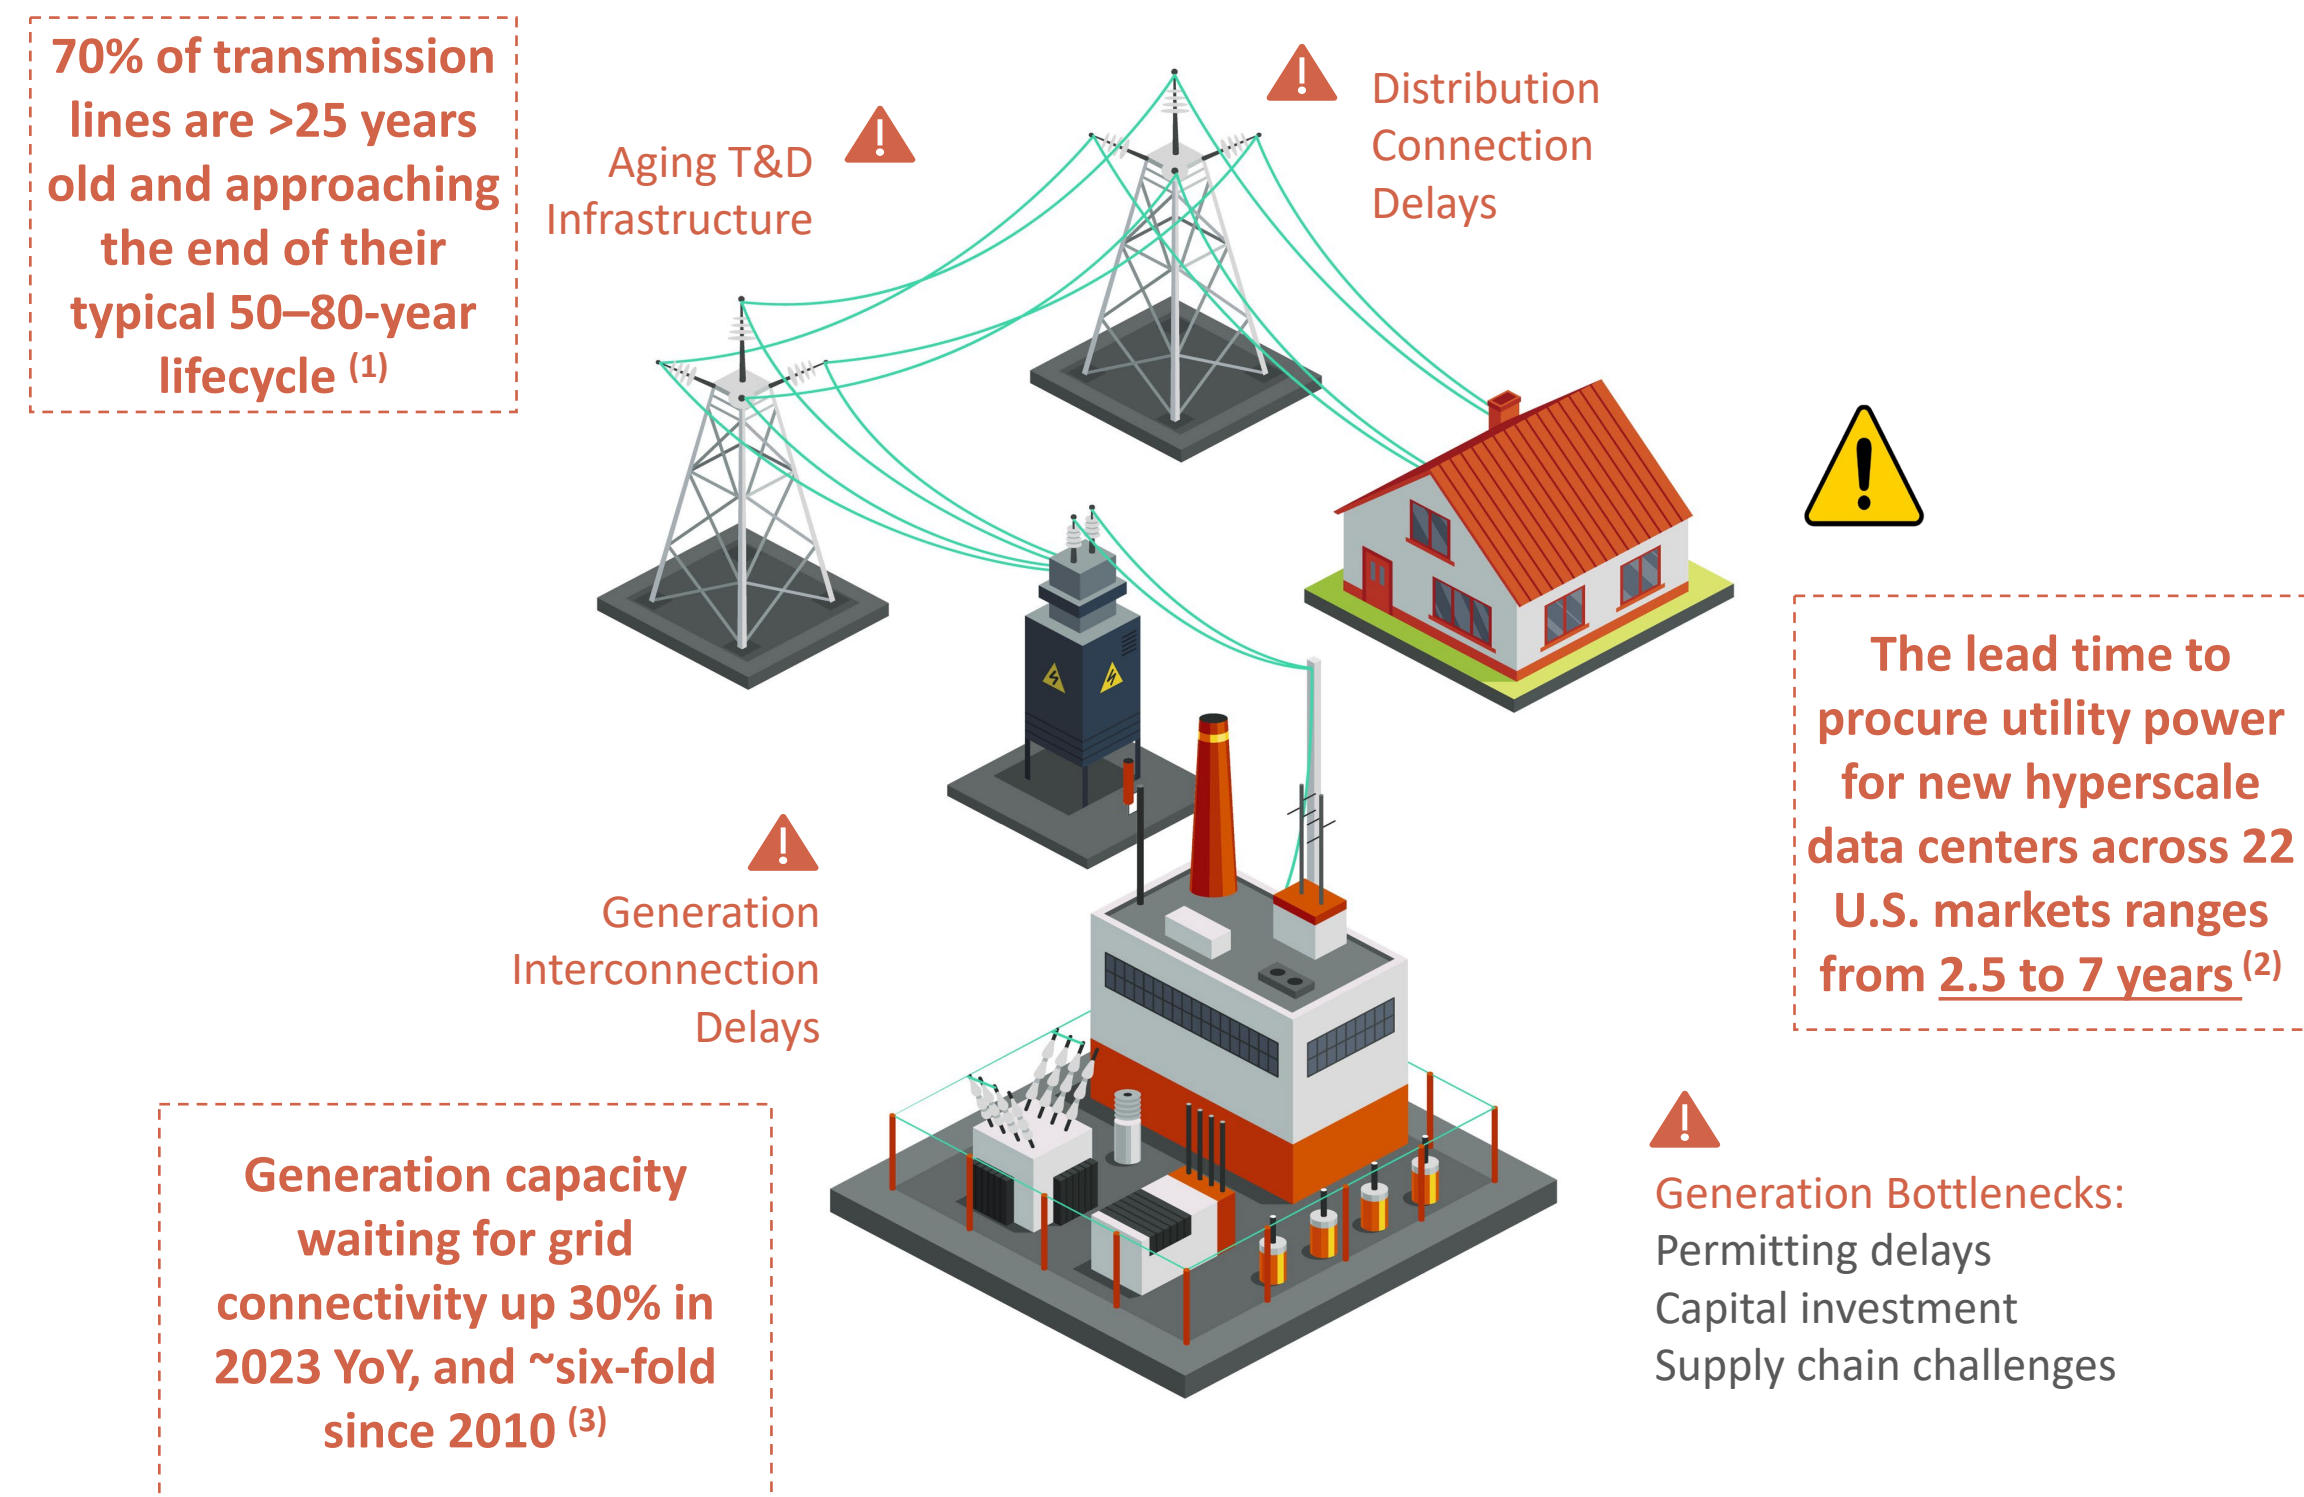 70% of transmission
lines are >25 years
old and approaching
the end of their
typical 50–80-year
lifecycle (1)
Aging T&D
Infrastructure
Distribution
Connection
Delays
The lead time to
procure utility power
for new hyperscale
data centers across 22
U.S. markets ranges
from 2.5 to 7 years (2)
Generation
Interconnection
Delays
Generation capacity
waiting for grid
connectivity up 30% in
2023 YoY, and ~six-fold
since 2010 (3)
Generation Bottlenecks:
Permitting delays
Capital investment
Supply chain challenges